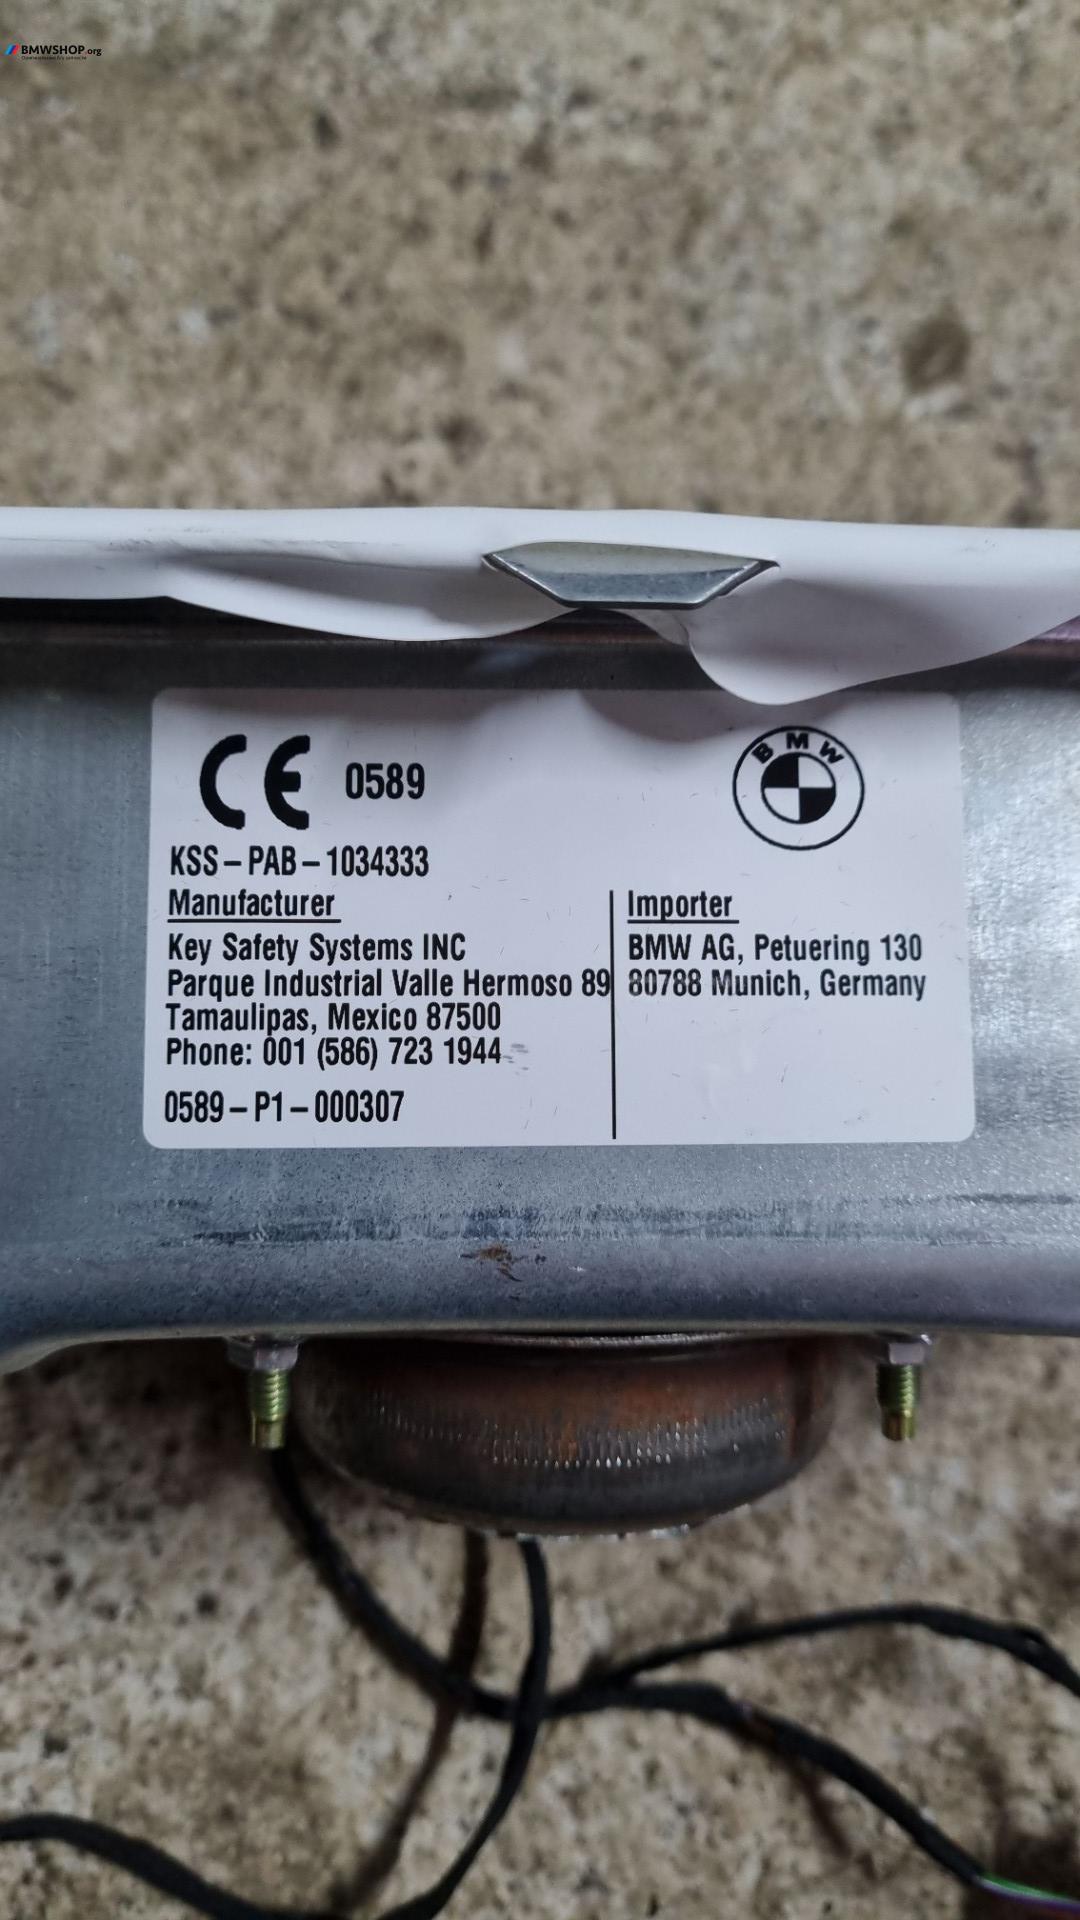 BMWSHOP.org
CE 0589
BMW
KSS-PAB-1034333
Manufacturer
Key Safety Systems INC
Parque Industrial Valle Hermoso 89
Tamaulipas, Mexico 87500
Phone: 001 (586) 723 1944
0589-P1-000307
Importer
BMW AG, Petuering 130
80788 Munich, Germany